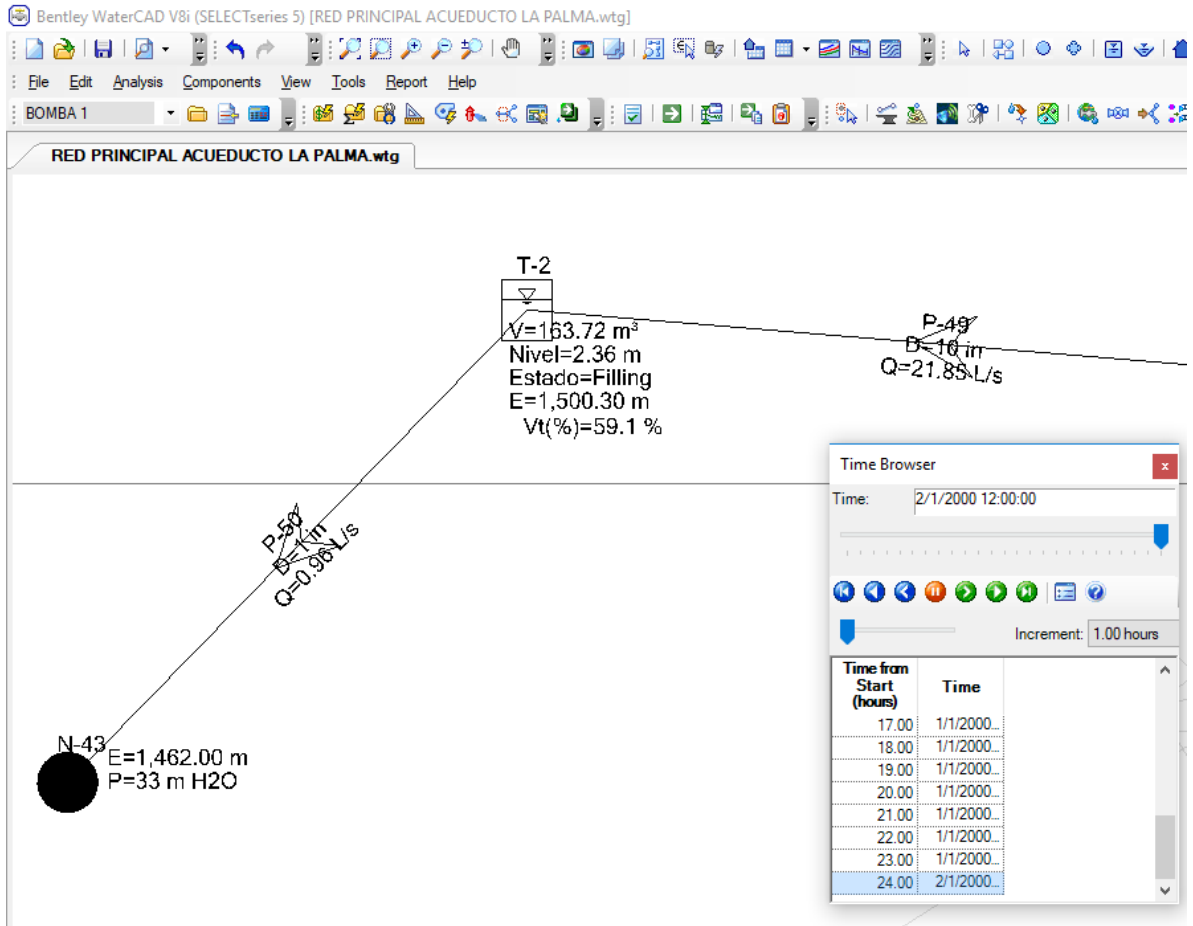 Bentley WaterCAD V8i (SELECTseries 5) [RED PRINCIPAL ACUEDUCTO LA PALMA.wtg]
File Edit Analysis Components View Tools Report Help
BOMBA 1
RED PRINCIPAL ACUEDUCTO LA PALMA.wtg
T-2
V=163.72 m³
Nivel=2.36 m
Estado=Filling
E=1,500.30 m
Vt(%)=59.1 %
P-49
D=10 in
Q=21.85 L/s
P-50
D=1 in
Q=0.96 L/s
N-43
E=1,462.00 m
P=33 m H2O
Time Browser
x
Time: 2/1/2000 12:00:00
Increment: 1.00 hours
Time from Start (hours) Time
17.00 1/1/2000...
18.00 1/1/2000...
19.00 1/1/2000...
20.00 1/1/2000...
21.00 1/1/2000...
22.00 1/1/2000...
23.00 1/1/2000...
24.00 2/1/2000...